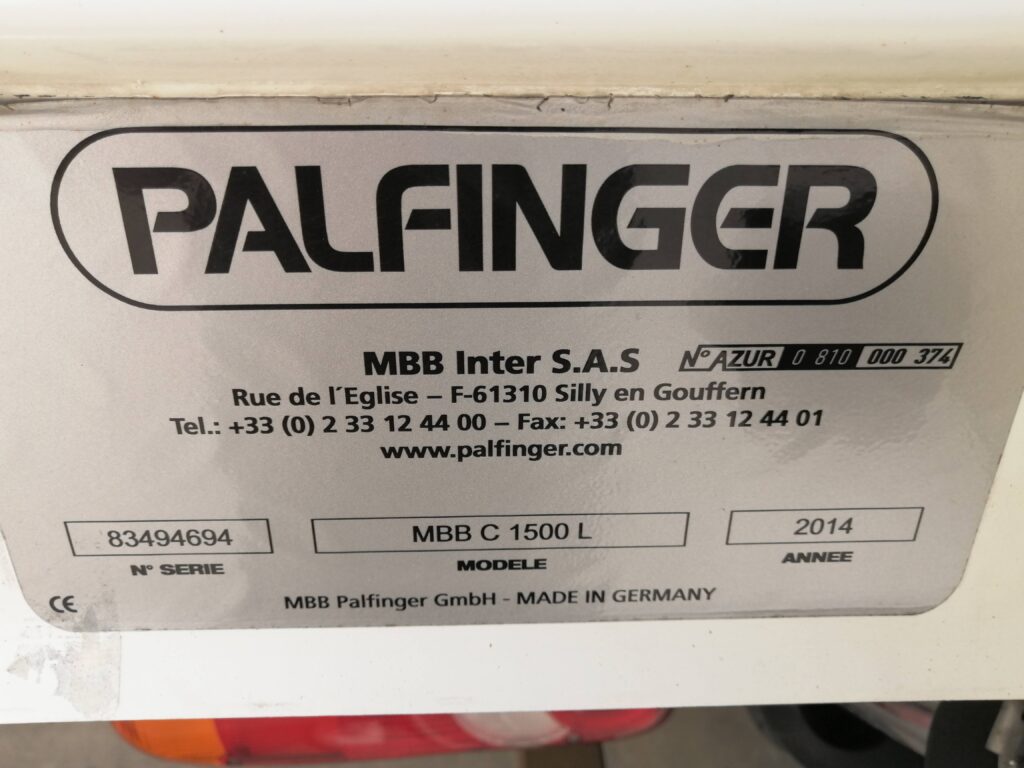 PALFINGER
MBB Inter S.A.S N° AZUR 0 810 000 374
Rue de l´Eglise – F-61310 Silly en Gouffern
Tel.: +33 (0) 2 33 12 44 00 – Fax: +33 (0) 2 33 12 44 01
www.palfinger.com
83494694 MBB C 1500 L 2014
N° SERIE MODELE ANNEE
CE MBB Palfinger GmbH - MADE IN GERMANY